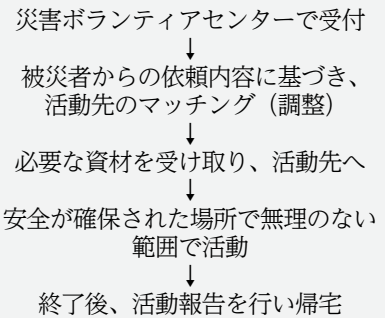 災害ボランティアセンターで受付
↓
被災者からの依頼内容に基づき、
活動先のマッチング（調整）
↓
必要な資材を受け取り、活動先へ
↓
安全が確保された場所で無理のない
範囲で活動
↓
終了後、活動報告を行い帰宅